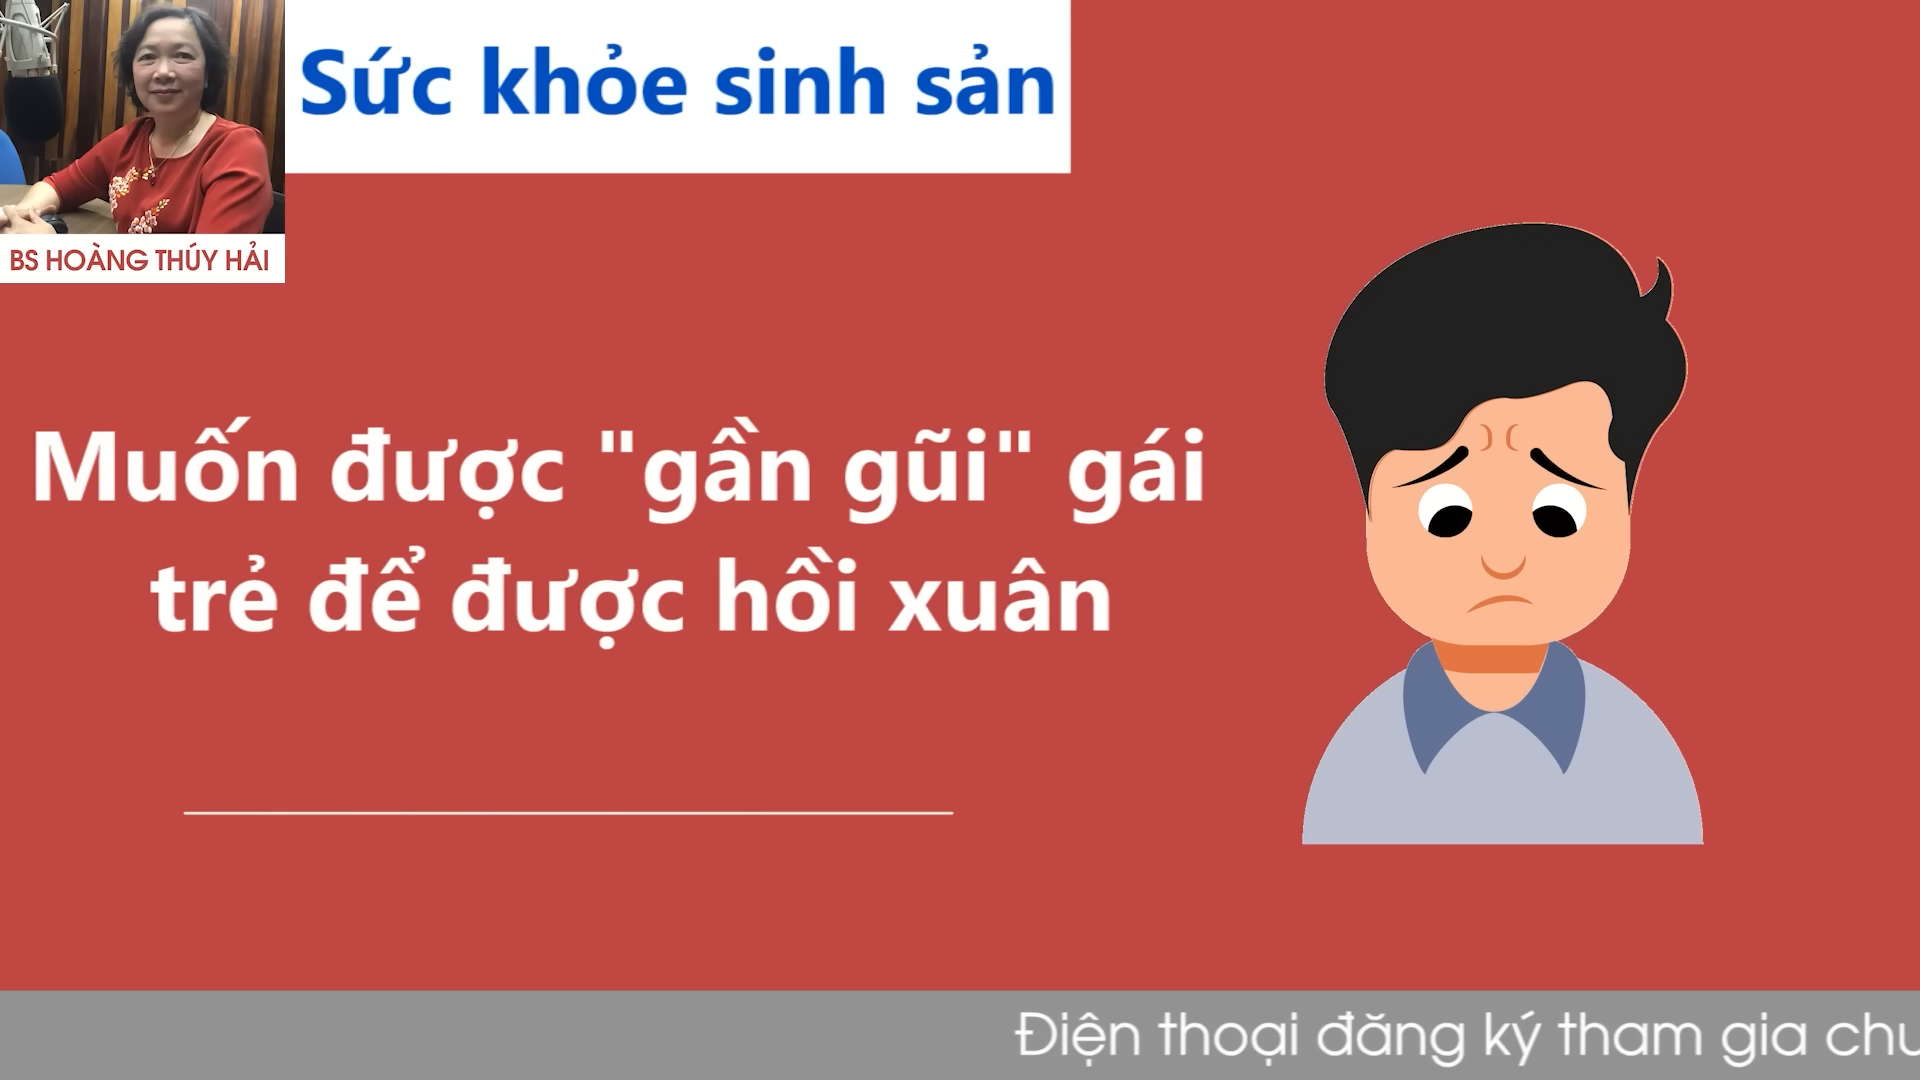 Sức khỏe sinh sản
BS HOÀNG THÚY HẢI
Muốn được "gần gũi" gái
trẻ để được hồi xuân
Điện thoại đăng ký tham gia